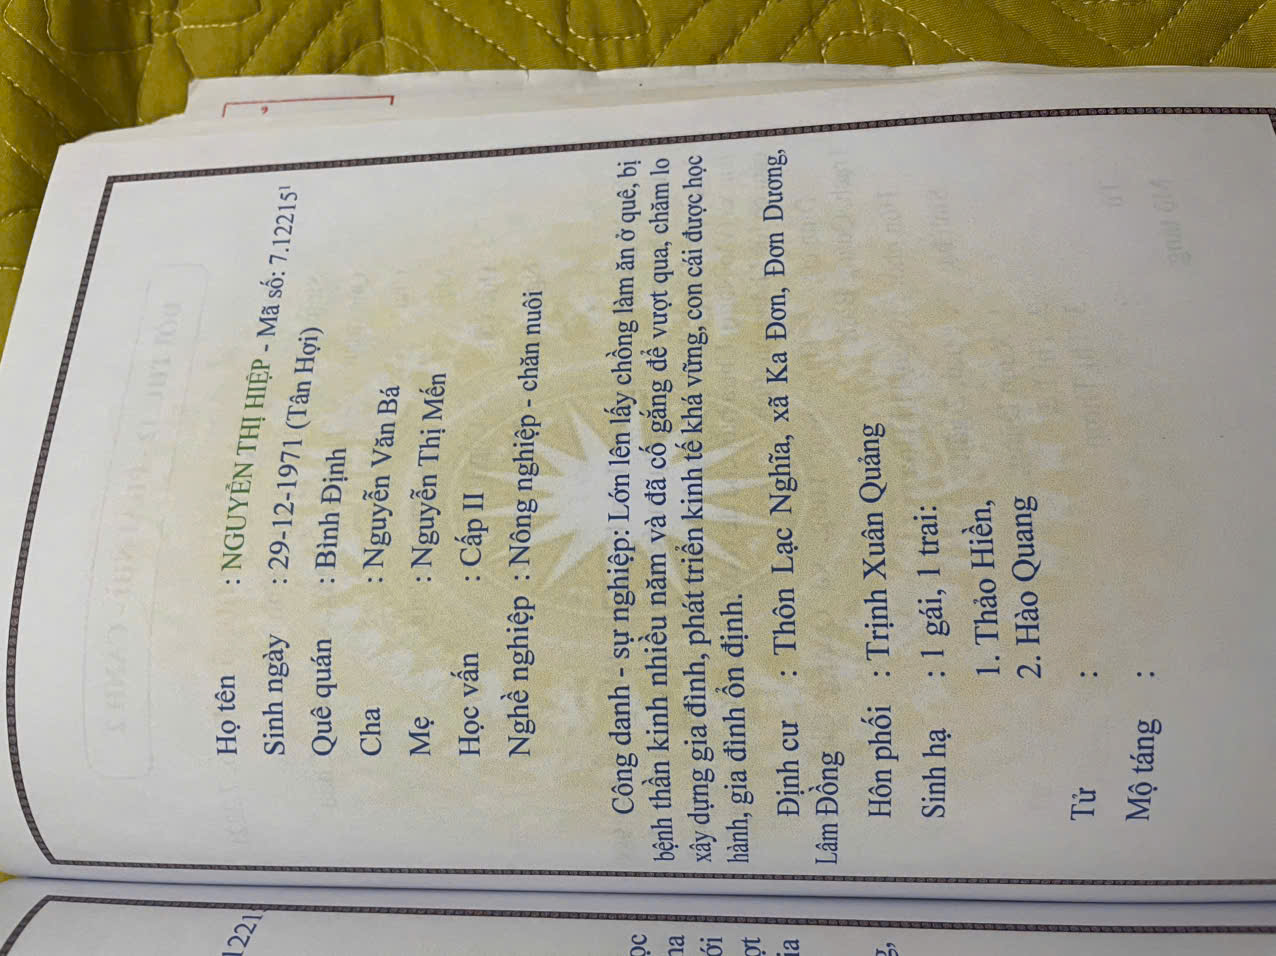 Họ tên : NGUYỄN THỊ HIỆP - Mã số: 7.12215¹
Sinh ngày : 29-12-1971 (Tân Hợi)
Quê quán : Bình Định
Cha : Nguyễn Văn Bá
Mẹ : Nguyễn Thị Mến
Học vấn : Cấp II
Nghề nghiệp : Nông nghiệp - chăn nuôi
Công danh - sự nghiệp: Lớn lên lấy chồng làm ăn ở quê, bị
bệnh thần kinh nhiều năm và đã cố gắng để vượt qua, chăm lo
xây dựng gia đình, phát triển kinh tế khá vững, con cái được học
hành, gia đình ổn định.
Định cư : Thôn Lạc Nghĩa, xã Ka Đơn, Đơn Dương,
Lâm Đồng
Hôn phối : Trịnh Xuân Quảng
Sinh hạ : 1 gái, 1 trai:
1. Thảo Hiền,
2. Hào Quang
Tử :
Mộ táng :